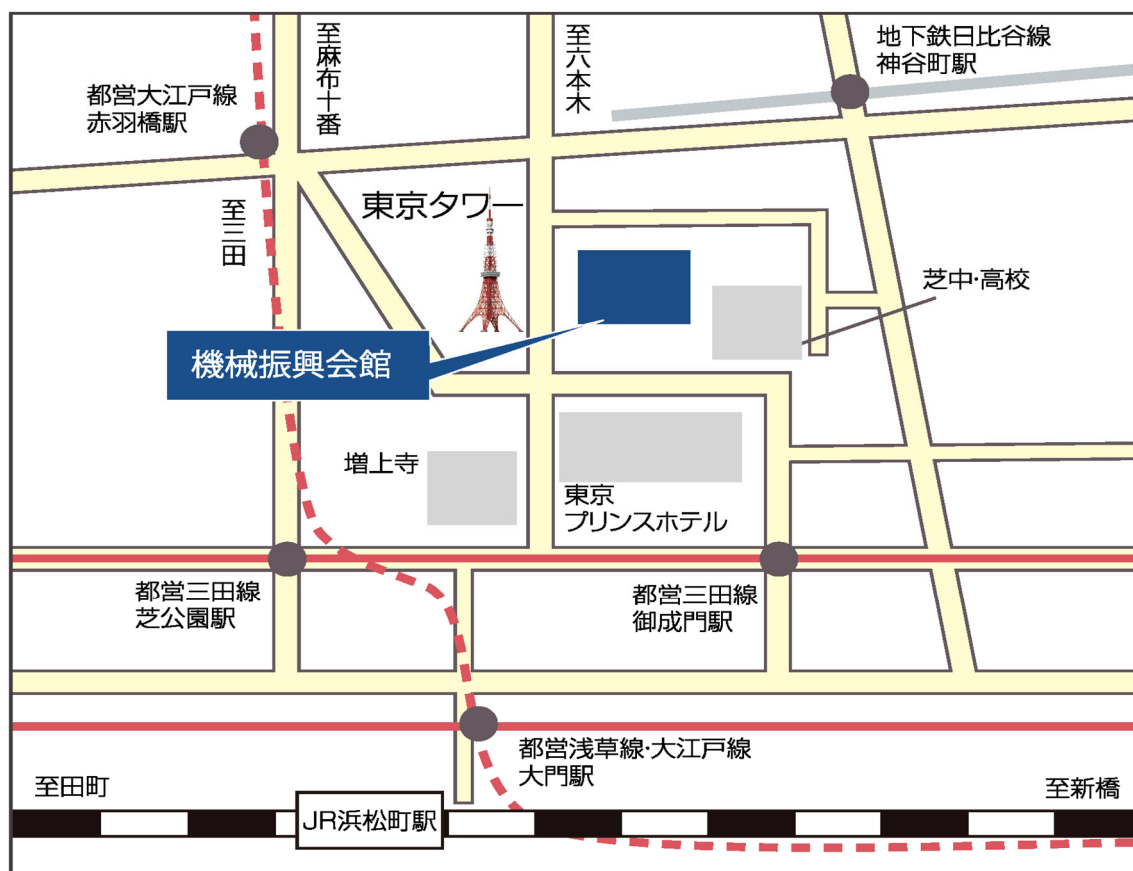 至麻布十番
至六本木
地下鉄日比谷線
神谷町駅
都営大江戸線
赤羽橋駅
至三田
東京タワー
芝中・高校
機械振興会館
増上寺
東京
プリンスホテル
都営三田線
芝公園駅
都営三田線
御成門駅
都営浅草線・大江戸線
大門駅
至田町
至新橋
JR浜松町駅